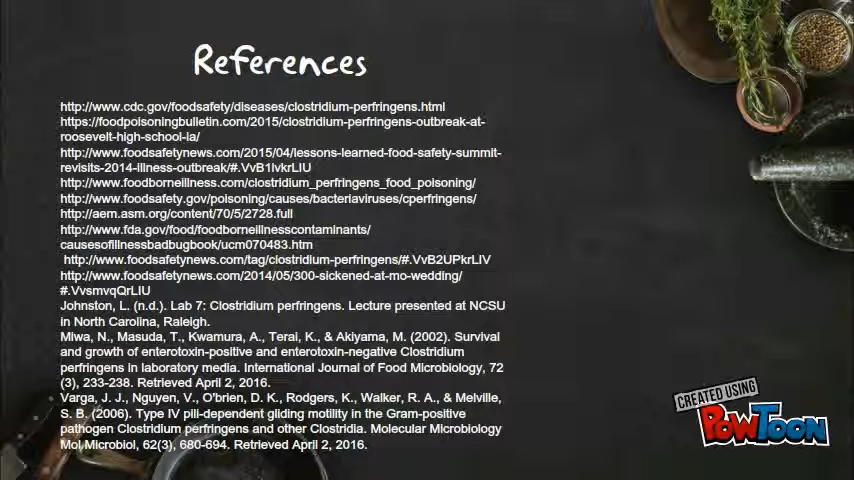 References
http://www.cdc.gov/foodsafety/diseases/clostridium-perfringens.html
https://foodpoisoningbulletin.com/2015/clostridium-perfringens-outbreak-at-
roosevelt-high-school-ia/
http://www.foodsafetynews.com/2015/04/lessons-learned-food-safety-summit-
revisits-2014-illness-outbreak/#.VvB1IvkrLIU
http://www.foodborneillness.com/clostridium_perfringens_food_poisoning/
http://www.foodsafety.gov/poisoning/causes/bacteriaviruses/cperfringens/
http://aem.asm.org/content/70/5/2728.full
http://www.fda.gov/food/foodborneillnesscontaminants/
causesofillnessbadbugbook/ucm070483.htm
http://www.foodsafetynews.com/tag/clostridium-perfringens/#.VvB2UPkrLIV
http://www.foodsafetynews.com/2014/05/300-sickened-at-mo-wedding/
#.VvsmvqQrLIU
Johnston, L. (n.d.). Lab 7: Clostridium perfringens. Lecture presented at NCSU
in North Carolina, Raleigh.
Miwa, N., Masuda, T., Kwamura, A., Terai, K., & Akiyama, M. (2002). Survival
and growth of enterotoxin-positive and enterotoxin-negative Clostridium
perfringens in laboratory media. International Journal of Food Microbiology, 72
(3), 233-238. Retrieved April 2, 2016.
Varga, J. J., Nguyen, V., O'brien, D. K., Rodgers, K., Walker, R. A., & Melville,
S. B. (2006). Type IV pili-dependent gliding motility in the Gram-positive
pathogen Clostridium perfringens and other Clostridia. Molecular Microbiology
Mol Microbiol, 62(3), 680-694. Retrieved April 2, 2016.
CREATED USING
POWTOON